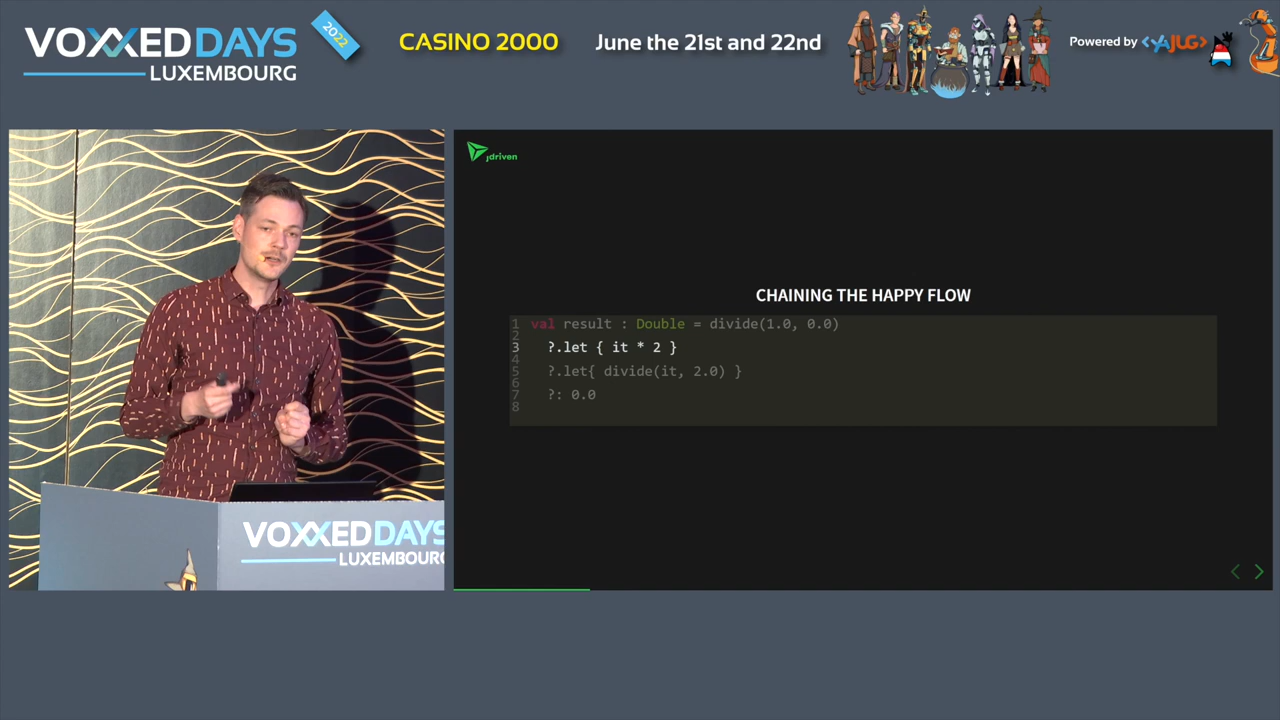 VOXXED DAYS
LUXEMBOURG
2022
CASINO 2000
June the 21st and 22nd
Powered by <YAJUG>
jdriven
CHAINING THE HAPPY FLOW
1 val result : Double = divide(1.0, 0.0)
2
3 ?.let { it * 2 }
4
5 ?.let{ divide(it, 2.0) }
6
7 ?: 0.0
8
VOXXED DAYS
LUXEMBOURG